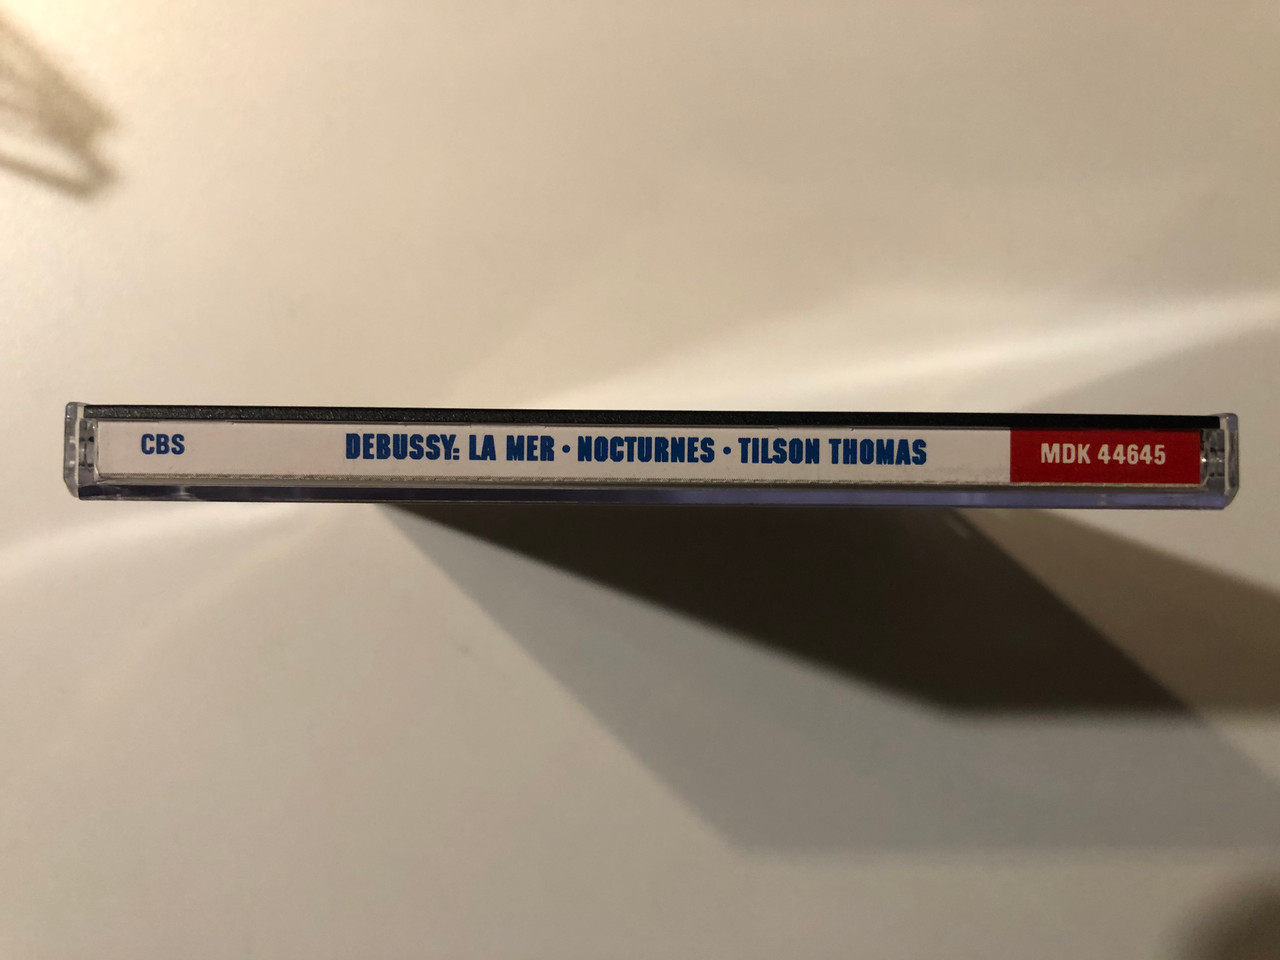 CBS DEBUSSY: LA MER • NOCTURNES • TILSON THOMAS MDK 44645